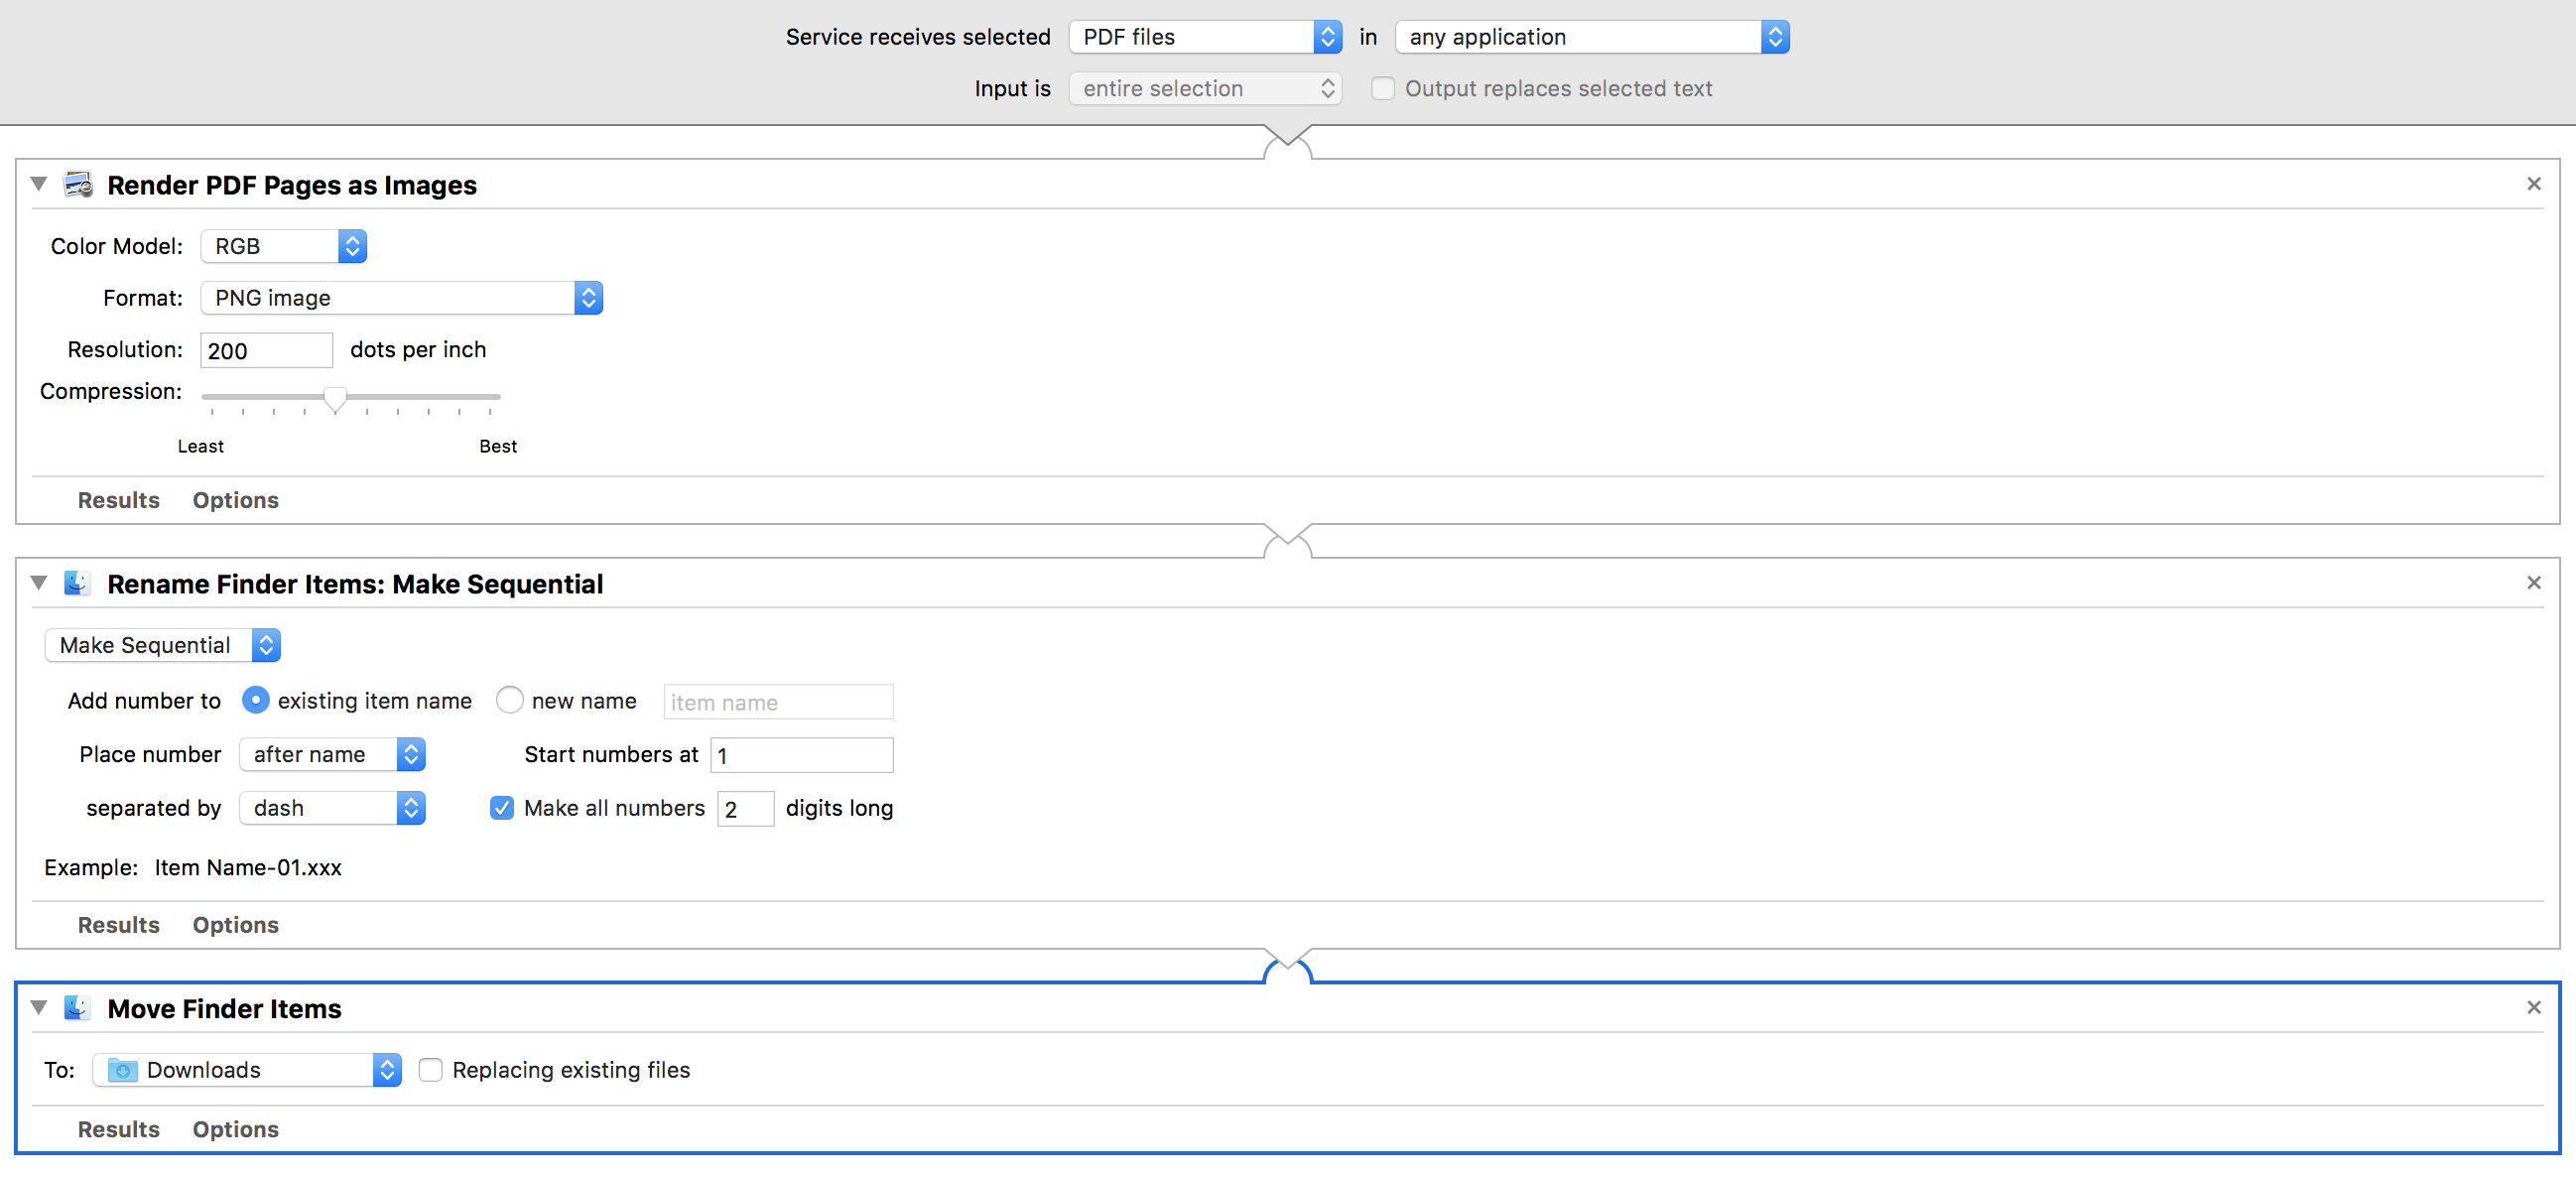 Service receives selected PDF files in any application
Input is entire selection Output replaces selected text
Render PDF Pages as Images
Color Model: RGB
Format: PNG image
Resolution: 200 dots per inch
Compression:
Least Best
Results Options
Rename Finder Items: Make Sequential
Make Sequential
Add number to existing item name new name item name
Place number after name Start numbers at 1
separated by dash Make all numbers 2 digits long
Example: Item Name-01.xxx
Results Options
Move Finder Items
To: Downloads Replacing existing files
Results Options